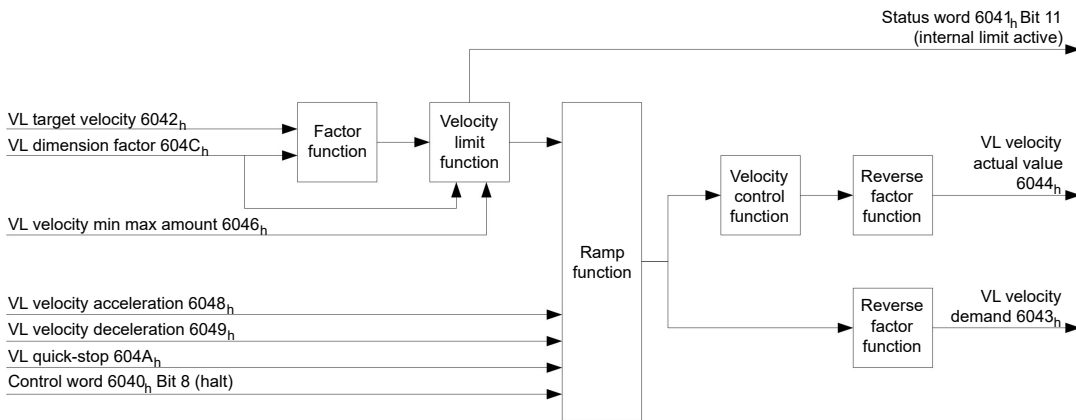 Status word 6041h Bit 11
(internal limit active)
VL target velocity 6042h
VL dimension factor 604Ch
Factor
function
Velocity
limit
function
VL velocity min max amount 6046h
Ramp
function
Velocity
control
function
Reverse
factor
function
VL velocity
actual value
6044h
VL velocity acceleration 6048h
VL velocity deceleration 6049h
VL quick-stop 604Ah
Control word 6040h Bit 8 (halt)
Reverse
factor
function
VL velocity
demand 6043h